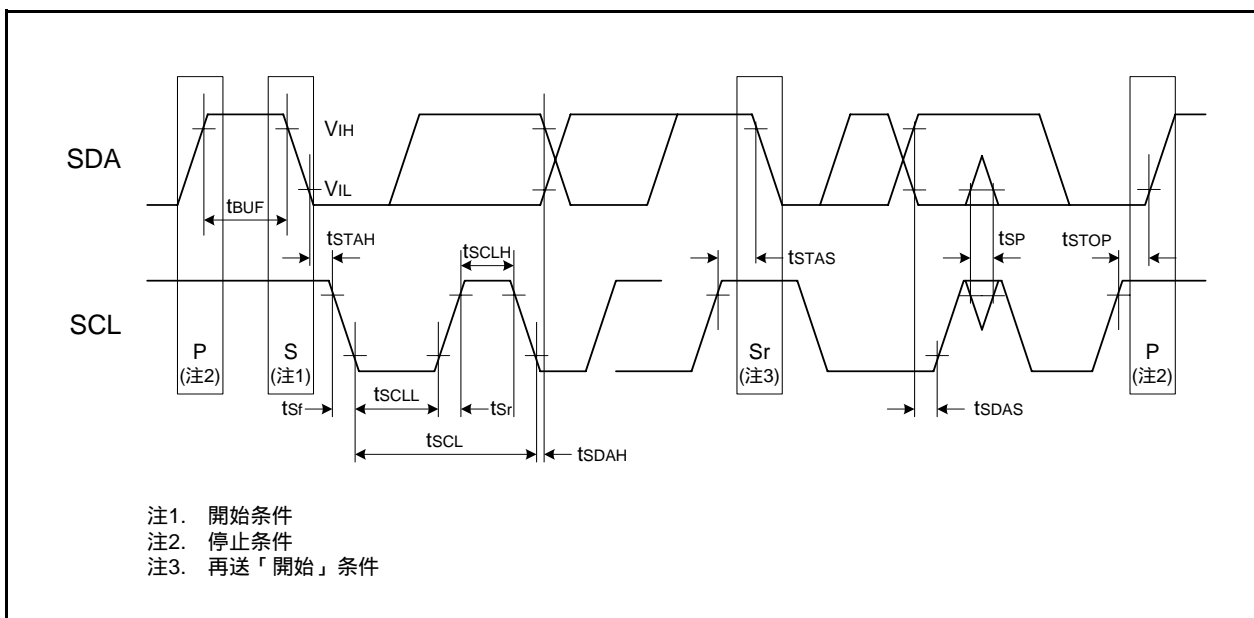 VIH
SDA
VIL
tBUF
tSTAH
tSCLH
tSTAS
tSP
tSTOP
SCL
P
(注2)
S
(注1)
Sr
(注3)
P
(注2)
tSf
tSCLL
tSr
tSDAS
tSCL
tSDAH
注1. 開始条件
注2. 停止条件
注3. 再送「開始」条件